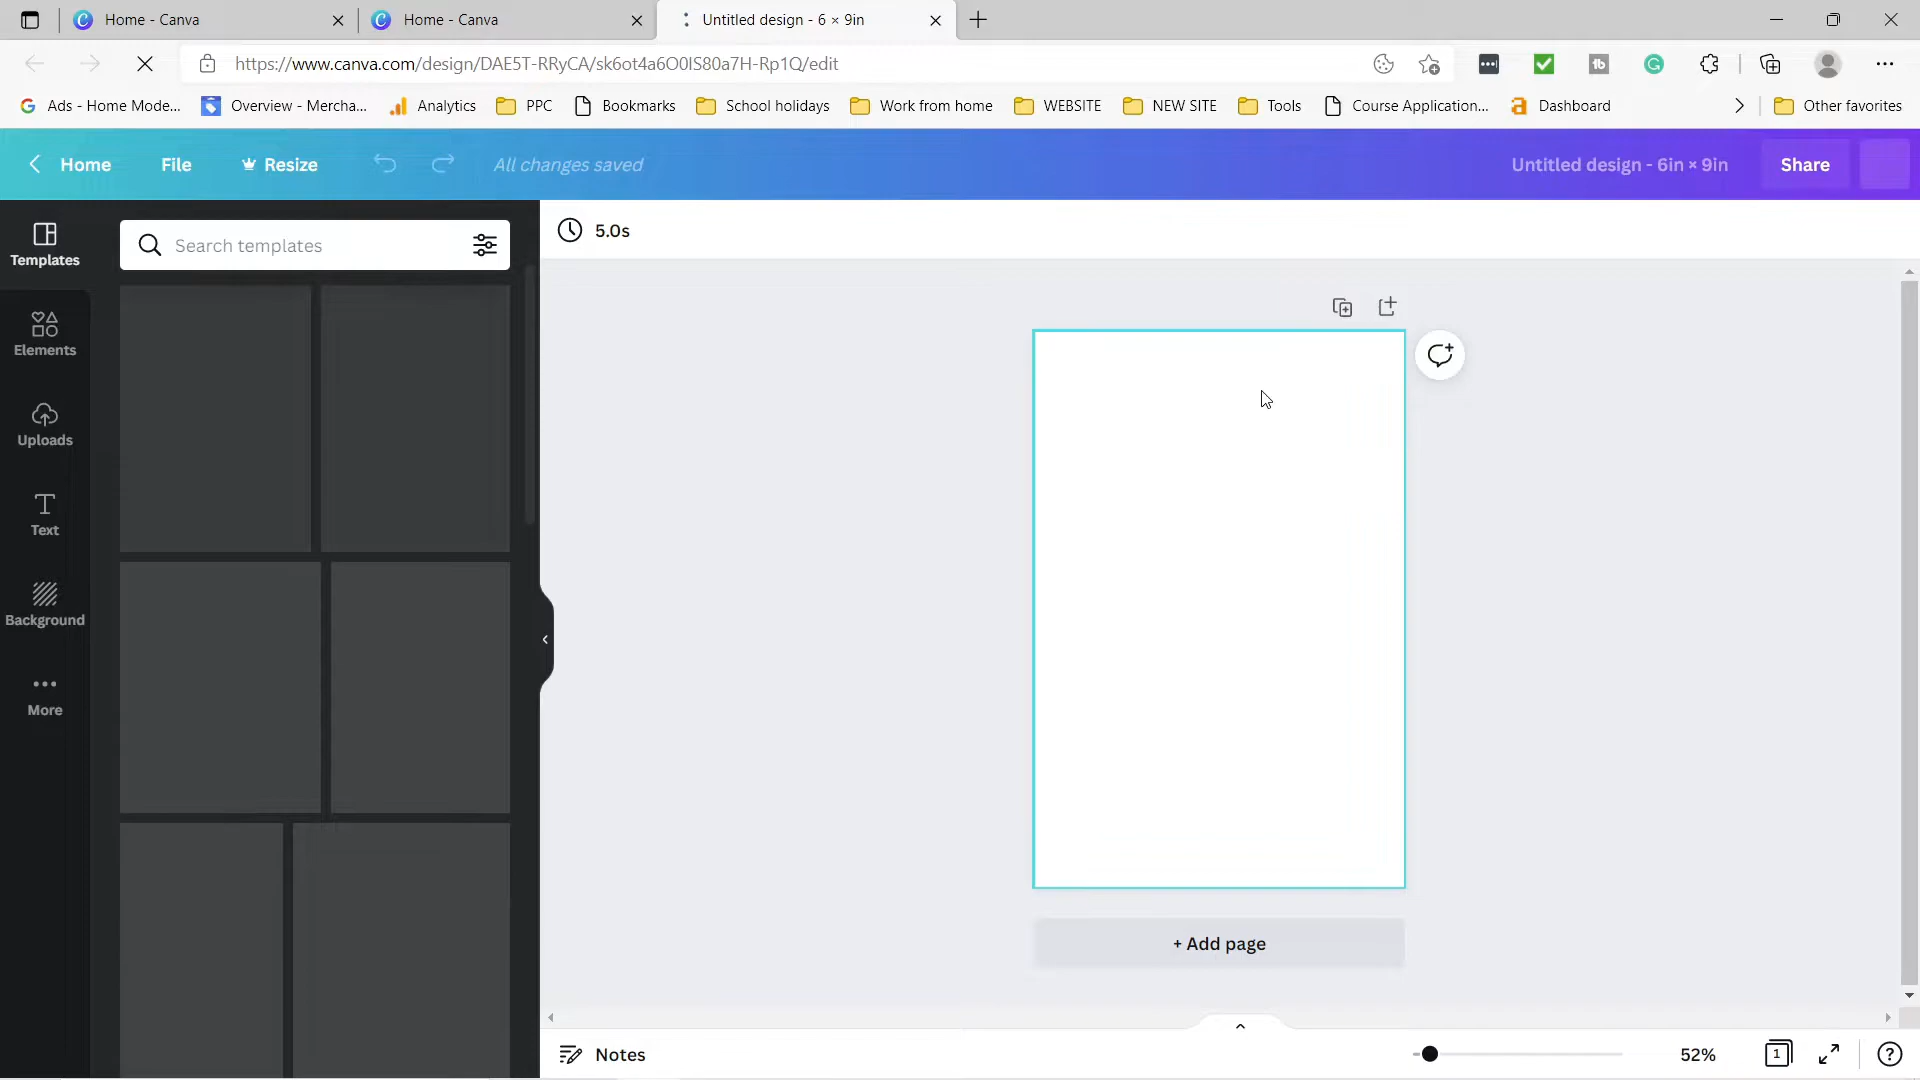 Home - Canva
Home - Canva
Untitled design - 6 × 9in
https://www.canva.com/design/DAE5T-RRyCA/sk6ot4a6O0IS80a7H-Rp1Q/edit
Ads - Home Mode...
Overview - Mercha...
Analytics
PPC
Bookmarks
School holidays
Work from home
WEBSITE
NEW SITE
Tools
Course Application...
Dashboard
Other favorites
Home
File
Resize
All changes saved
Untitled design - 6in × 9in
Share
Templates
Search templates
5.0s
Elements
Uploads
Text
Background
More
+ Add page
Notes
52%
1